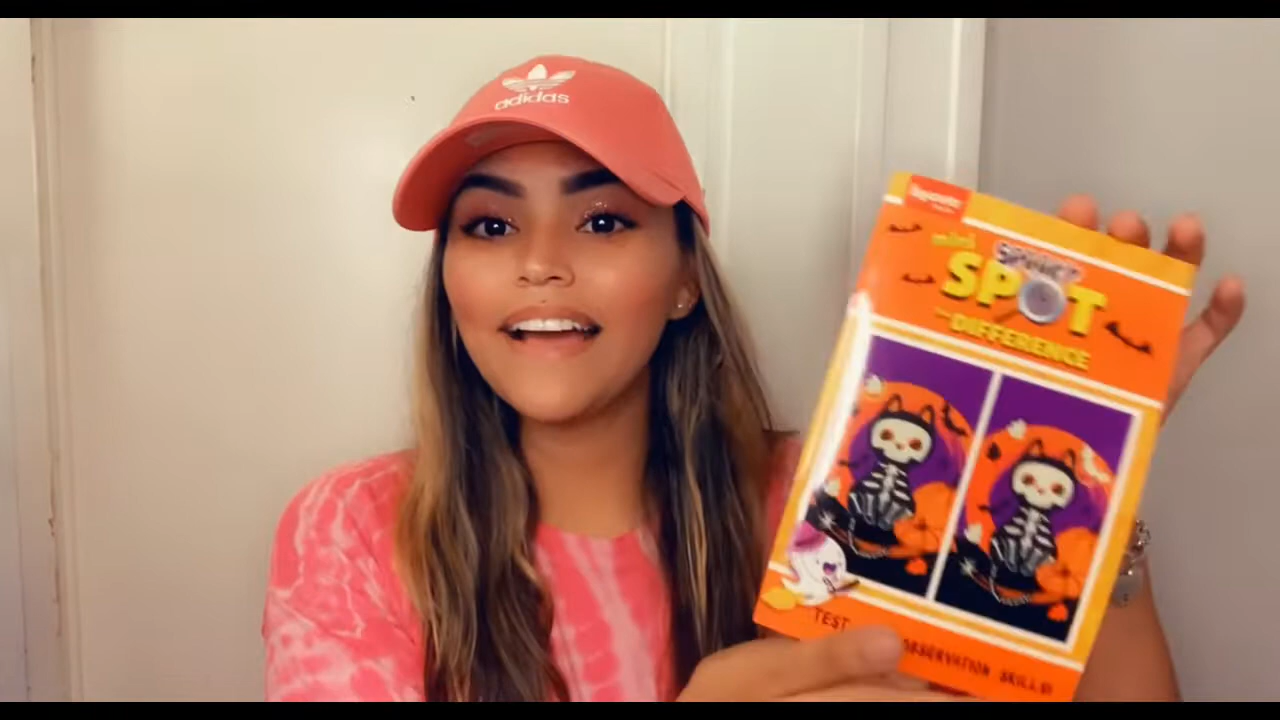 adidas
mini SPOOKY
SPOT
THE DIFFERENCE
TEST
OBSERVATION SKILLS!